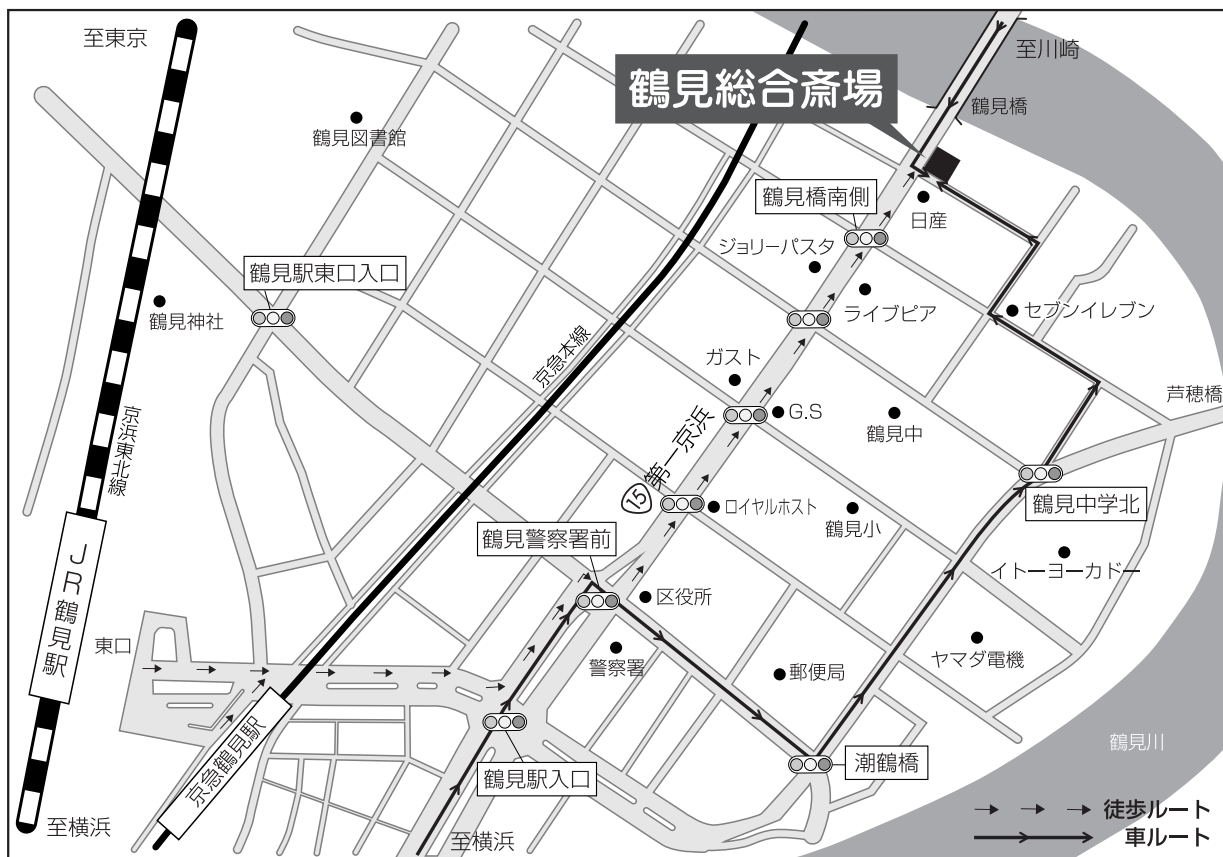 至東京
至川崎
鶴見総合斎場
鶴見橋
鶴見図書館
鶴見橋南側
日産
ジョリーパスタ
鶴見駅東口入口
鶴見神社
ライブピア
セブンイレブン
京急本線
ガスト
G.S
鶴見中
芦穂橋
京浜東北線
15
第一京浜
ロイヤルホスト
鶴見小
鶴見中学北
鶴見警察署前
イトーヨーカドー
JR鶴見駅
東口
区役所
警察署
郵便局
ヤマダ電機
京急鶴見駅
鶴見駅入口
潮鶴橋
鶴見川
至横浜
至横浜
徒歩ルート
車ルート